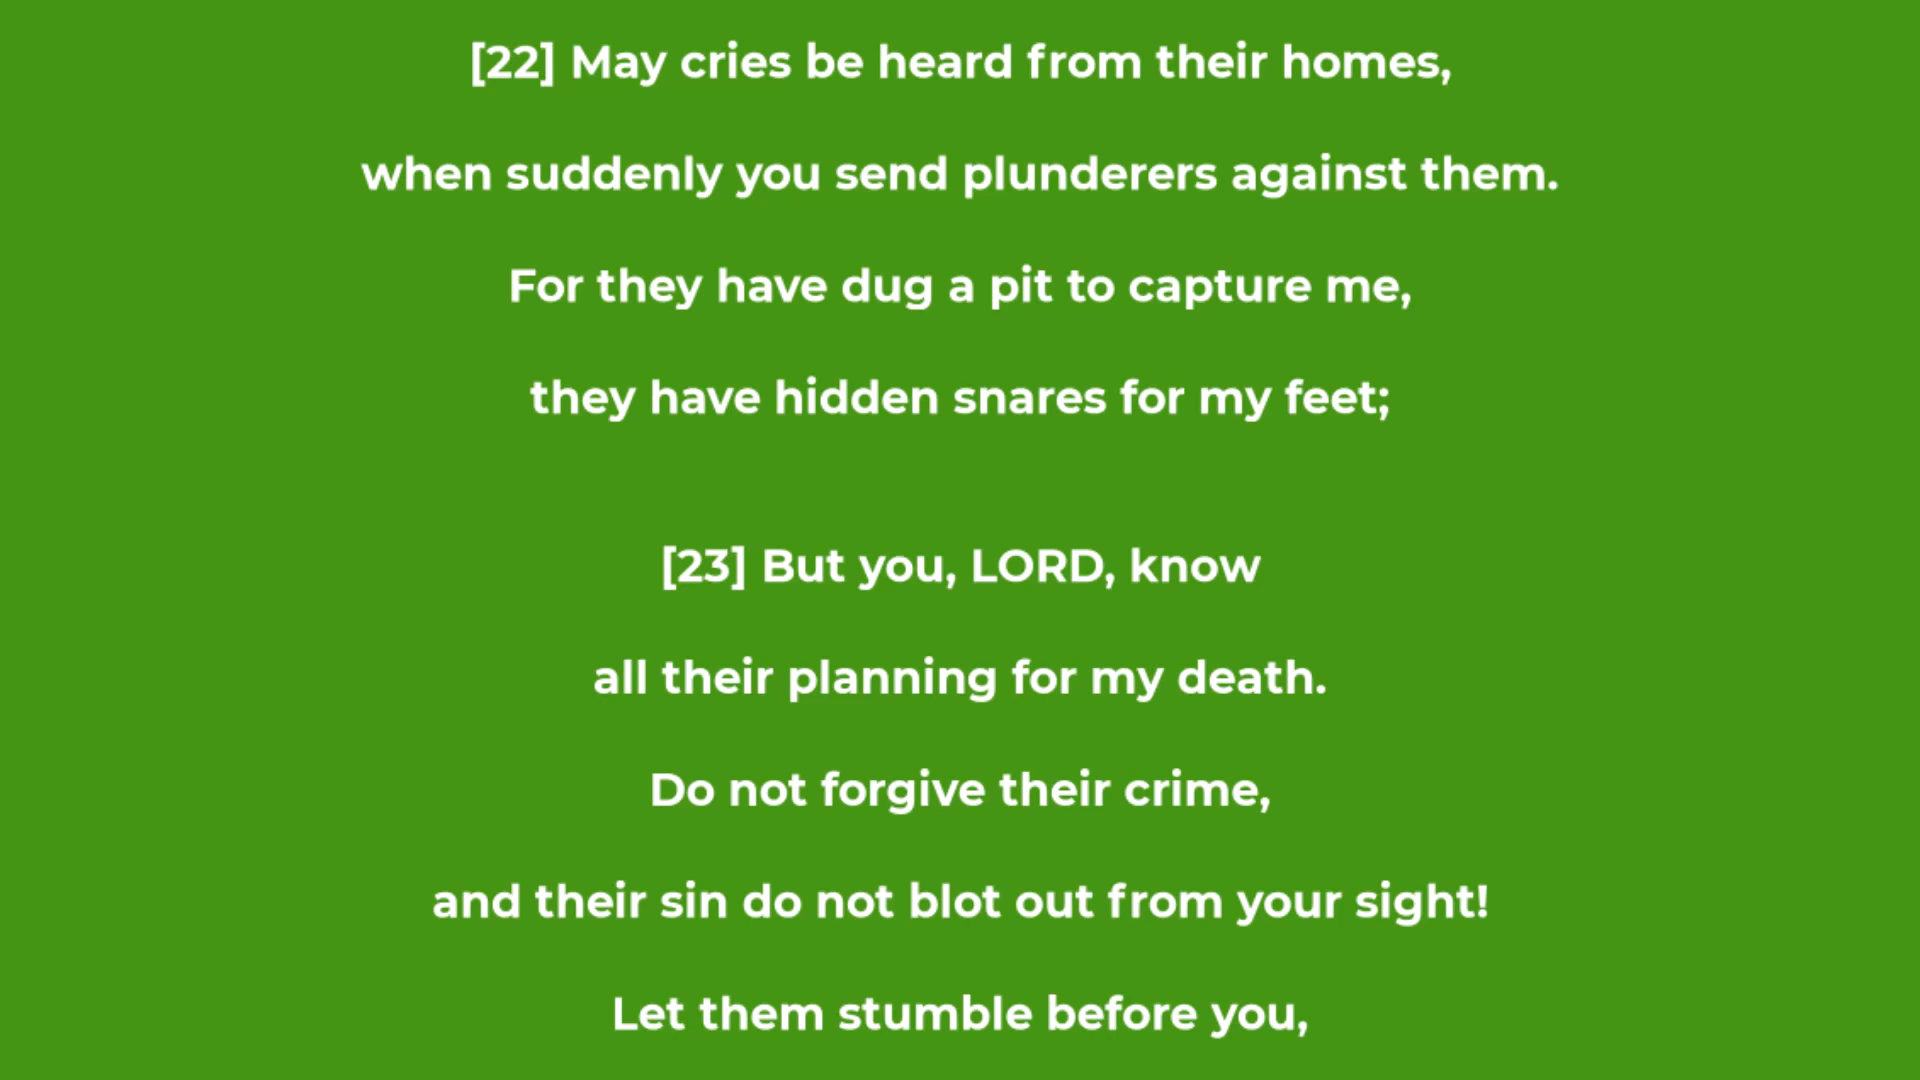 [22] May cries be heard from their homes,
when suddenly you send plunderers against them.
For they have dug a pit to capture me,
they have hidden snares for my feet;
[23] But you, LORD, know
all their planning for my death.
Do not forgive their crime,
and their sin do not blot out from your sight!
Let them stumble before you,